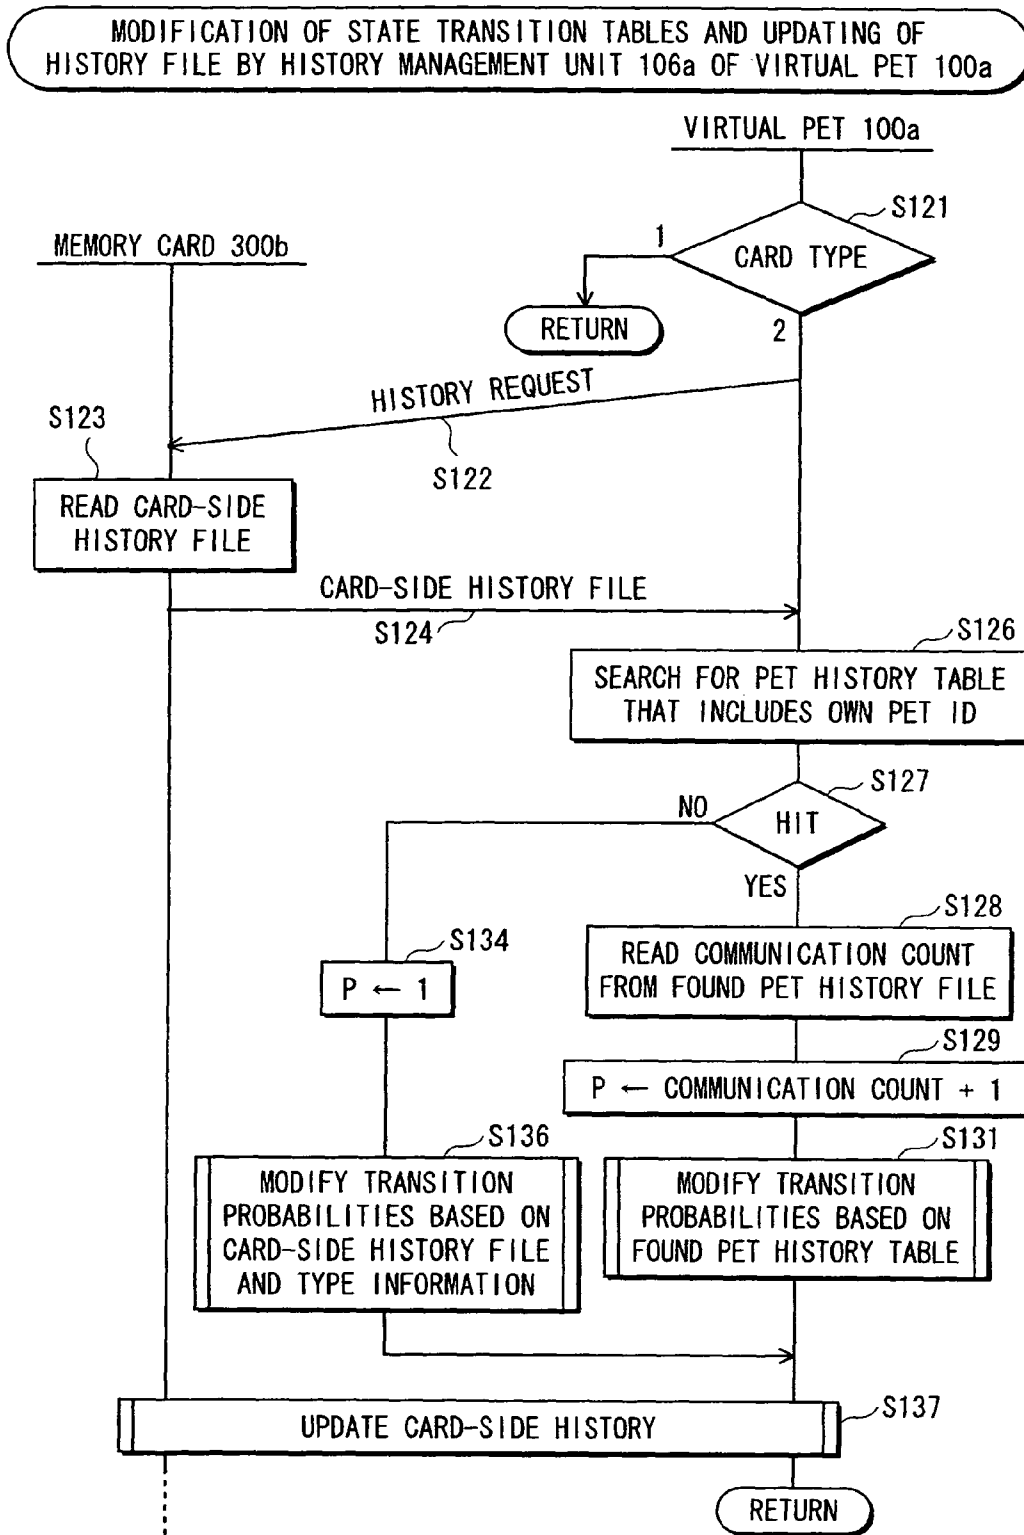 MODIFICATION OF STATE TRANSITION TABLES AND UPDATING OF
HISTORY FILE BY HISTORY MANAGEMENT UNIT 106a OF VIRTUAL PET 100a
VIRTUAL PET 100a
S121
MEMORY CARD 300b
1
CARD TYPE
RETURN
2
HISTORY REQUEST
S123
S122
READ CARD-SIDE
HISTORY FILE
CARD-SIDE HISTORY FILE
S124
S126
SEARCH FOR PET HISTORY TABLE
THAT INCLUDES OWN PET ID
S127
NO
HIT
YES
S128
S134
READ COMMUNICATION COUNT
FROM FOUND PET HISTORY FILE
P ← 1
S129
P ← COMMUNICATION COUNT + 1
S136
S131
MODIFY TRANSITION
PROBABILITIES BASED ON
CARD-SIDE HISTORY FILE
AND TYPE INFORMATION
MODIFY TRANSITION
PROBABILITIES BASED ON
FOUND PET HISTORY TABLE
S137
UPDATE CARD-SIDE HISTORY
RETURN